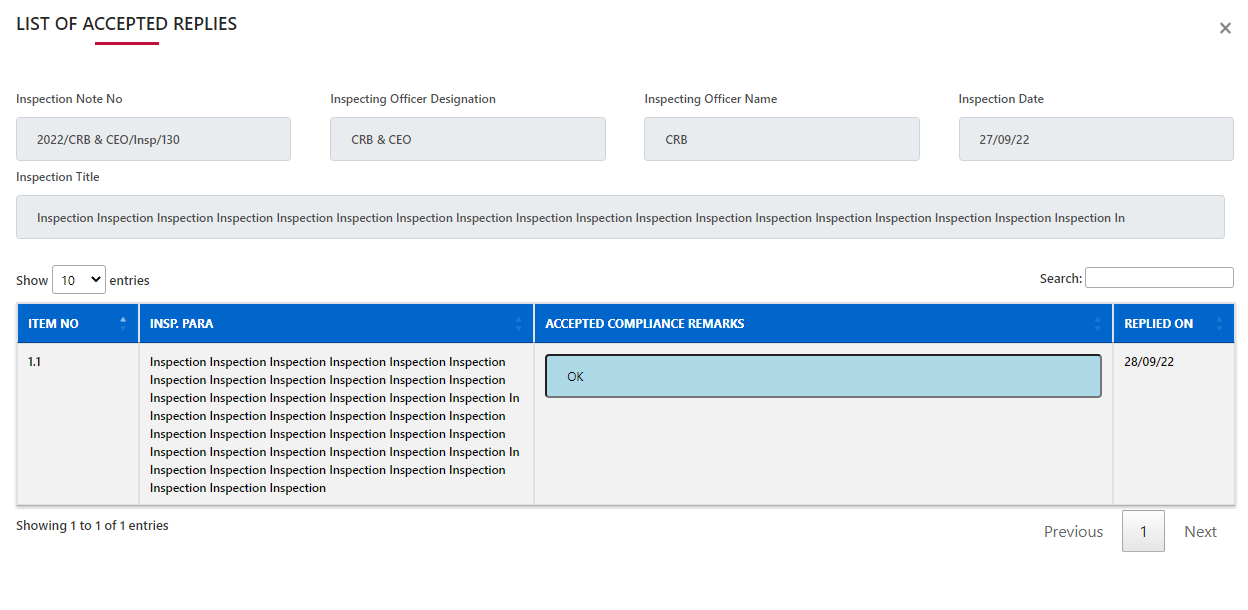 LIST OF ACCEPTED REPLIES
×
Inspection Note No
Inspecting Officer Designation
Inspecting Officer Name
Inspection Date
2022/CRB & CEO/Insp/130
CRB & CEO
CRB
27/09/22
Inspection Title
Inspection Inspection Inspection Inspection Inspection Inspection Inspection Inspection Inspection Inspection Inspection Inspection Inspection Inspection Inspection Inspection Inspection Inspection In
Show 10 entries
Search:
ITEM NO
INSP. PARA
ACCEPTED COMPLIANCE REMARKS
REPLIED ON
1.1
Inspection Inspection Inspection Inspection Inspection Inspection
Inspection Inspection Inspection Inspection Inspection Inspection
Inspection Inspection Inspection Inspection Inspection Inspection In
Inspection Inspection Inspection Inspection Inspection Inspection
Inspection Inspection Inspection Inspection Inspection Inspection
Inspection Inspection Inspection Inspection Inspection Inspection In
Inspection Inspection Inspection Inspection Inspection Inspection
Inspection Inspection Inspection
OK
28/09/22
Showing 1 to 1 of 1 entries
Previous
1
Next